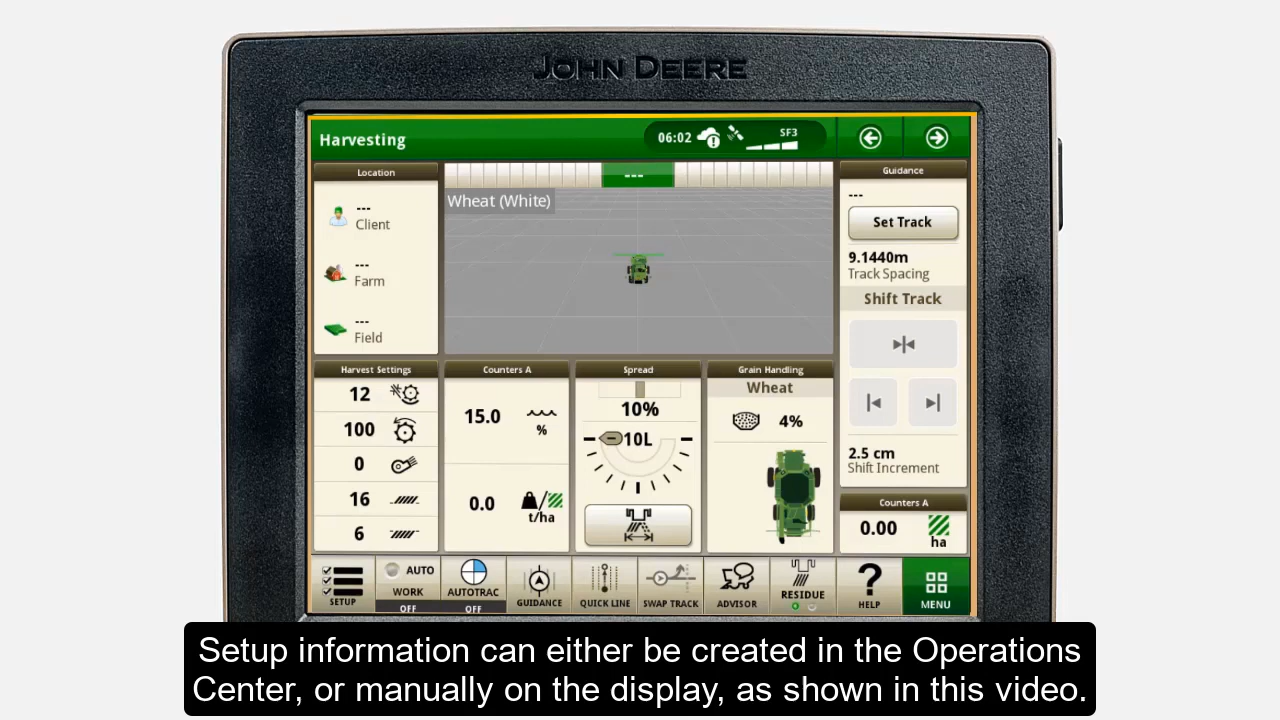 JOHN DEERE
Harvesting
06:02
SF3
Location
---
Client
---
Farm
---
Field
---
Wheat (White)
Guidance
---
Set Track
9.1440m
Track Spacing
Shift Track
2.5 cm
Shift Increment
Harvest Settings
12
100
0
16
6
Counters A
15.0
%
0.0
t/ha
Spread
10%
10L
Grain Handling
Wheat
4%
Counters A
0.00
ha
SETUP
AUTO
WORK
OFF
AUTOTRAC
OFF
GUIDANCE
QUICK LINE
SWAP TRACK
ADVISOR
RESIDUE
?
HELP
MENU
Setup information can either be created in the Operations
Center, or manually on the display, as shown in this video.